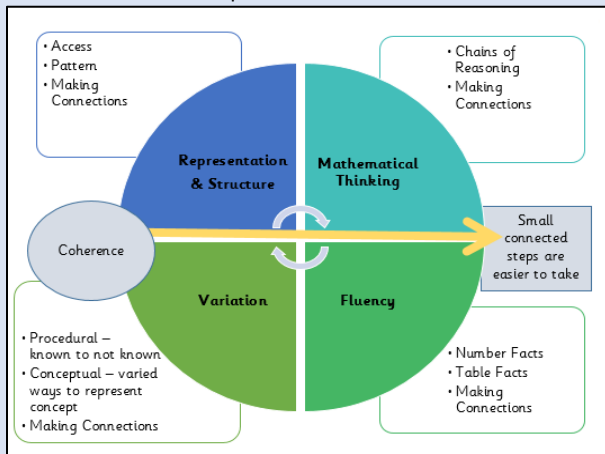 • Access
• Pattern
• Making
Connections
• Chains of
Reasoning
• Making
Connections
Representation
& Structure
Mathematical
Thinking
Coherence
Small
connected
steps are
easier to take
Variation
Fluency
• Procedural –
known to not known
• Conceptual – varied
ways to represent
concept
• Making Connections
• Number Facts
• Table Facts
• Making
Connections